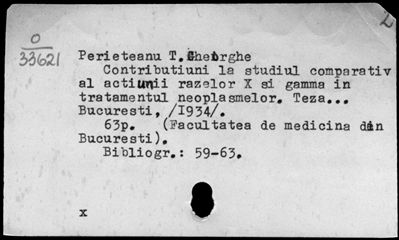 O
33621
Perieteanu T. Gheorghe
Contributiuni la studiul comparativ
al actiunii razelor X si gamma in
tratamentul neoplasmelor. Teza...
Bucuresti, /1934/.
63p. (Facultatea de medicina din
Bucuresti).
Bibliogr.: 59-63.
x